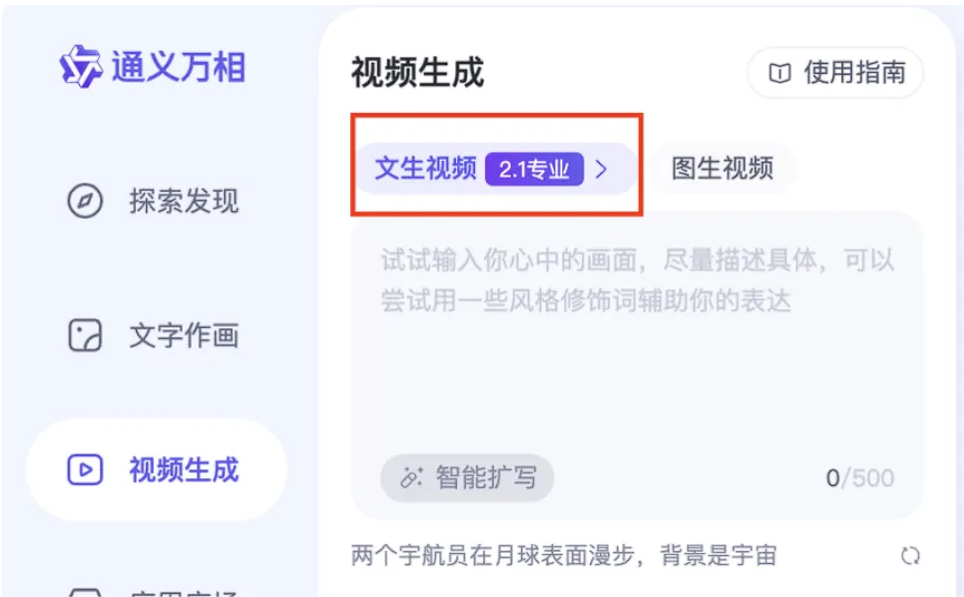 通义万相
探索发现
文字作画
视频生成
视频生成
使用指南
文生视频 2.1专业 >
图生视频
试试输入你心中的画面，尽量描述具体，可以
尝试用一些风格修饰词辅助你的表达
智能扩写
0/500
两个宇航员在月球表面漫步，背景是宇宙